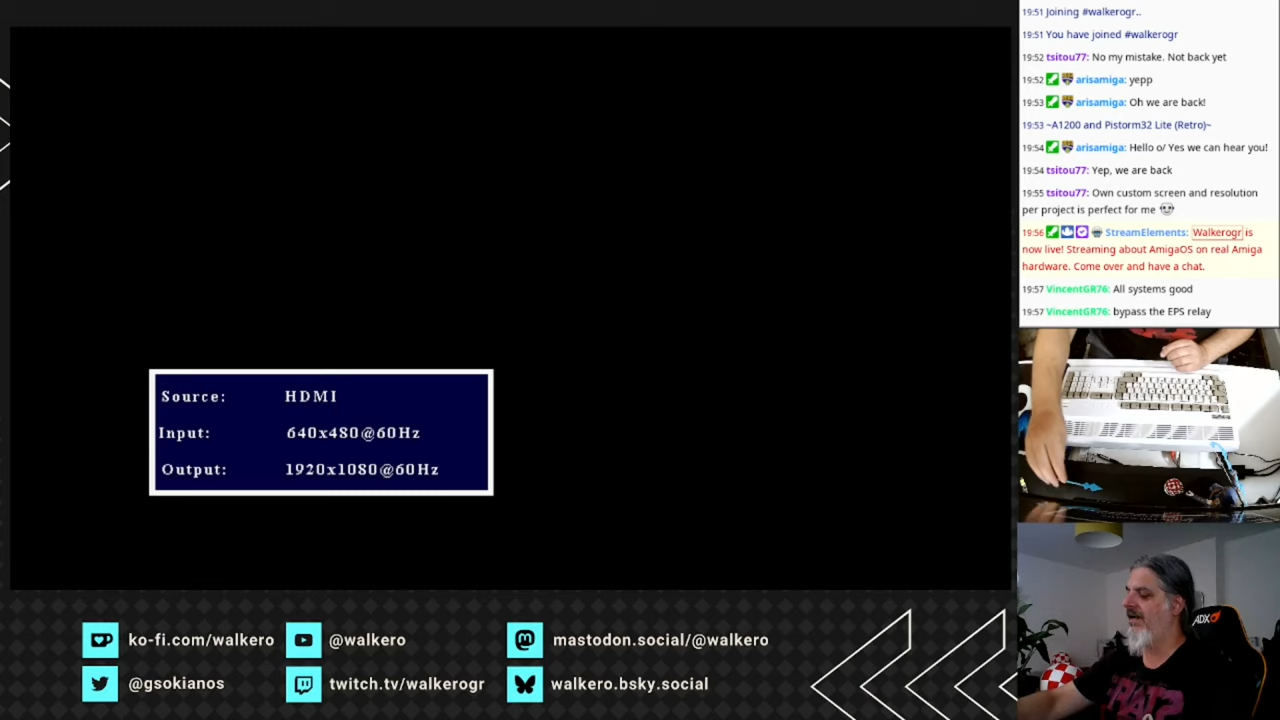 Source: HDMI
Input: 640x480@60Hz
Output: 1920x1080@60Hz
19:51 Joining #walkerogr..
19:51 You have joined #walkerogr
19:52 tsitou77: No my mistake. Not back yet
19:52 arisamiga: yepp
19:53 arisamiga: Oh we are back!
19:53 ~A1200 and Pistorm32 Lite (Retro)~
19:54 arisamiga: Hello o/ Yes we can hear you!
19:54 tsitou77: Yep, we are back
19:55 tsitou77: Own custom screen and resolution
per project is perfect for me
19:56 StreamElements: Walkerogr is
now live! Streaming about AmigaOS on real Amiga
hardware. Come over and have a chat.
19:57 VincentGR76: All systems good
19:57 VincentGR76: bypass the EPS relay
ADX
ko-fi.com/walkero
@walkero
mastodon.social/@walkero
@gsokianos
twitch.tv/walkerogr
walkero.bsky.social